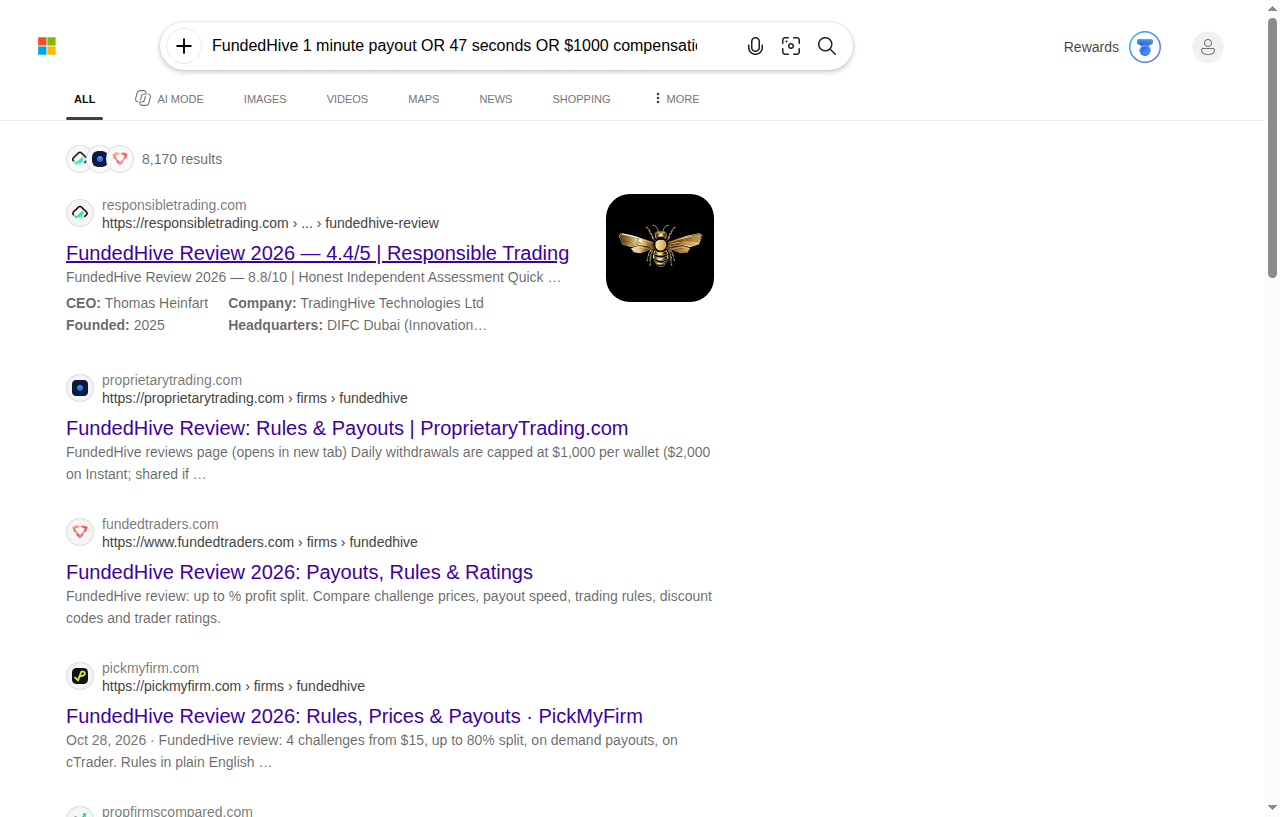 FundedHive 1 minute payout OR 47 seconds OR $1000 compensati
Rewards
ALL
AI MODE
IMAGES
VIDEOS
MAPS
NEWS
SHOPPING
MORE
8,170 results
responsibletrading.com
https://responsibletrading.com › ... › fundedhive-review
FundedHive Review 2026 — 4.4/5 | Responsible Trading
FundedHive Review 2026 — 8.8/10 | Honest Independent Assessment Quick …
CEO: Thomas Heinfart Company: TradingHive Technologies Ltd
Founded: 2025 Headquarters: DIFC Dubai (Innovation…
proprietarytrading.com
https://proprietarytrading.com › firms › fundedhive
FundedHive Review: Rules & Payouts | ProprietaryTrading.com
FundedHive reviews page (opens in new tab) Daily withdrawals are capped at $1,000 per wallet ($2,000
on Instant; shared if …
fundedtraders.com
https://www.fundedtraders.com › firms › fundedhive
FundedHive Review 2026: Payouts, Rules & Ratings
FundedHive review: up to % profit split. Compare challenge prices, payout speed, trading rules, discount
codes and trader ratings.
pickmyfirm.com
https://pickmyfirm.com › firms › fundedhive
FundedHive Review 2026: Rules, Prices & Payouts · PickMyFirm
Oct 28, 2026 · FundedHive review: 4 challenges from $15, up to 80% split, on demand payouts, on
cTrader. Rules in plain English …
propfirmscompared.com